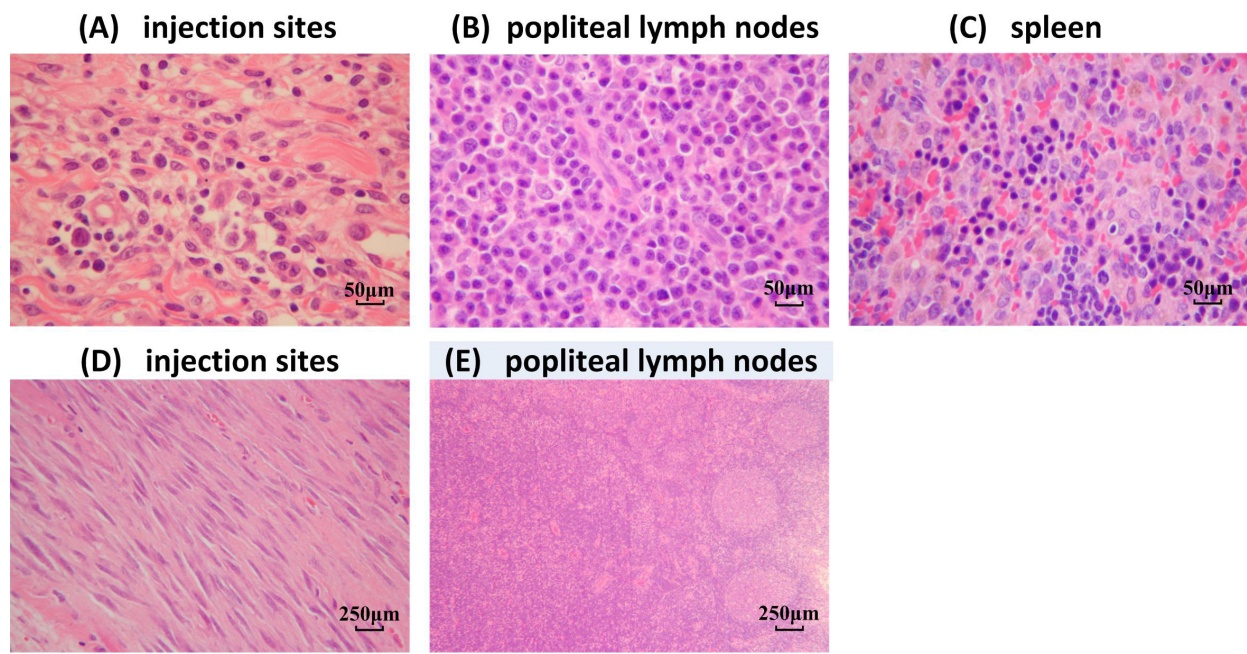 (A) injection sites
(B) popliteal lymph nodes
(C) spleen
50μm
50μm
50μm
(D) injection sites
(E) popliteal lymph nodes
250μm
250μm